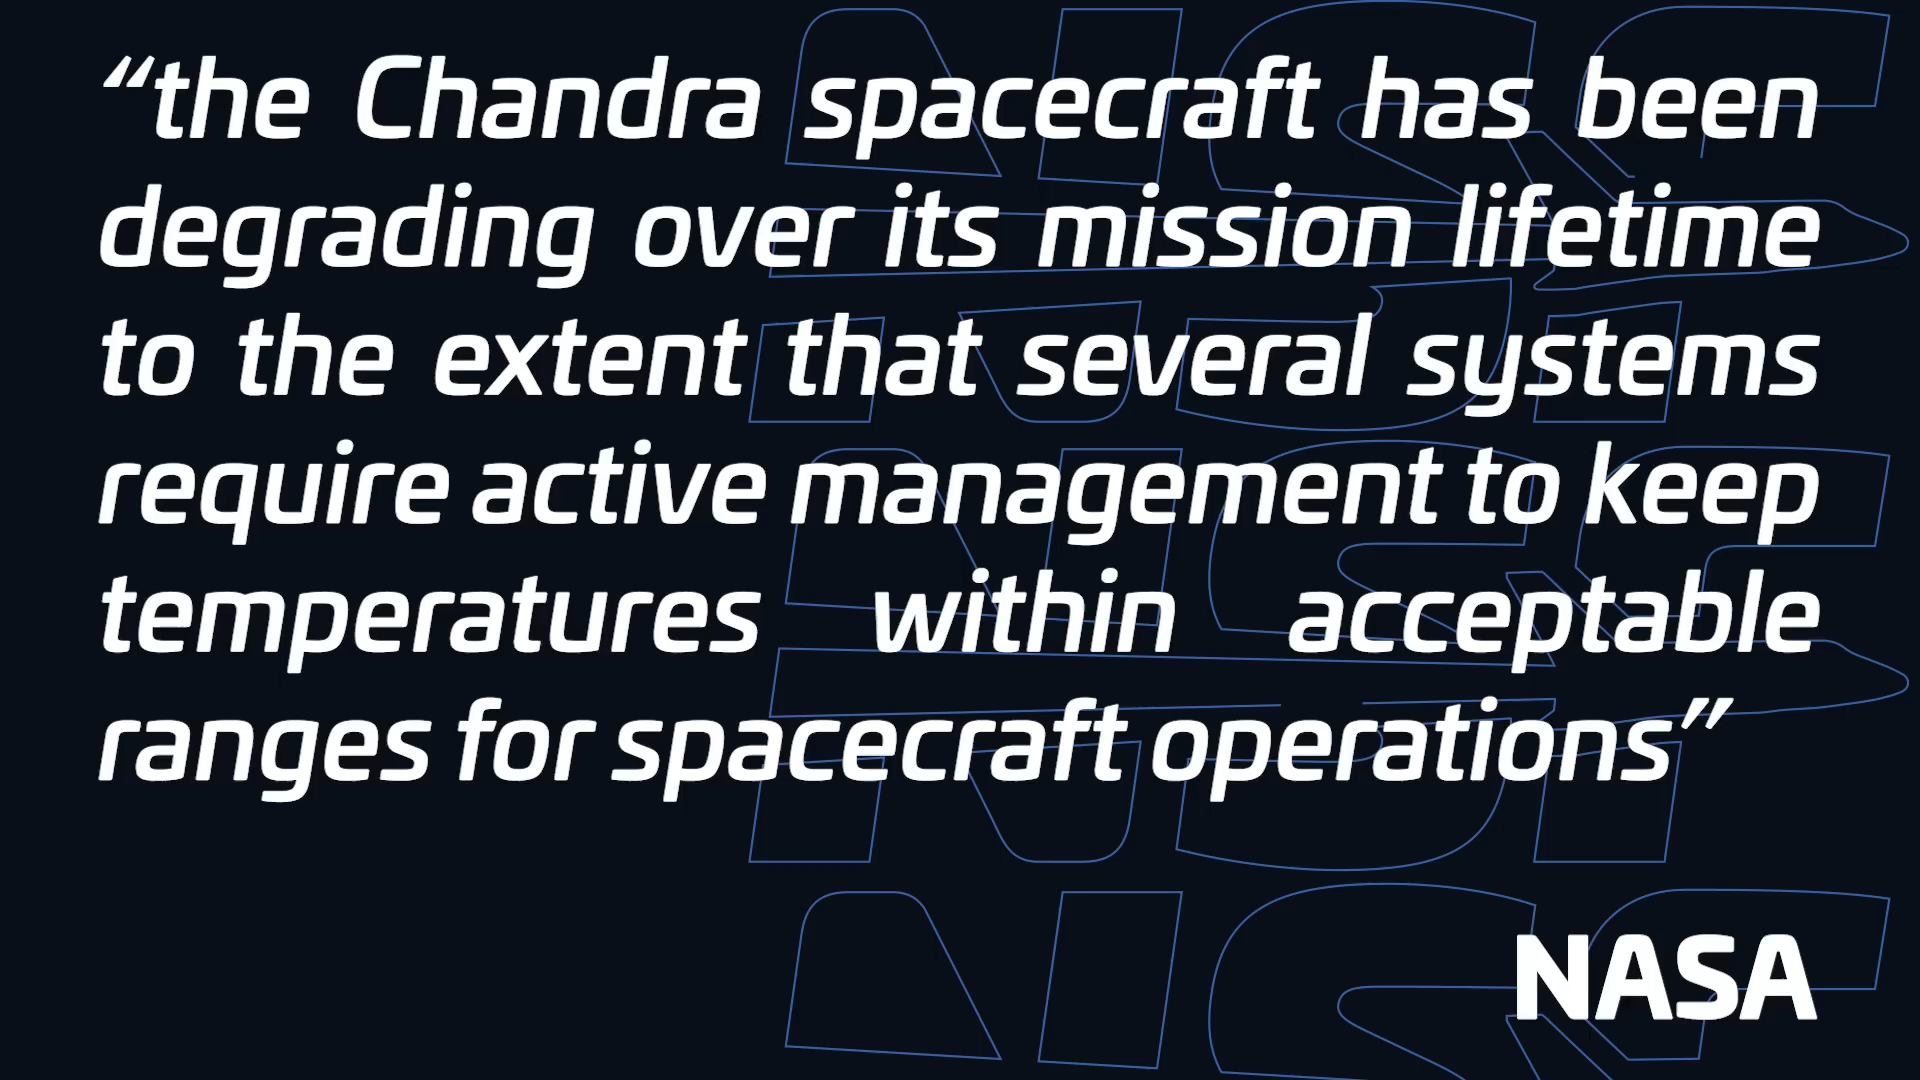 “the Chandra spacecraft has been
degrading over its mission lifetime
to the extent that several systems
require active management to keep
temperatures within acceptable
ranges for spacecraft operations”
NASA